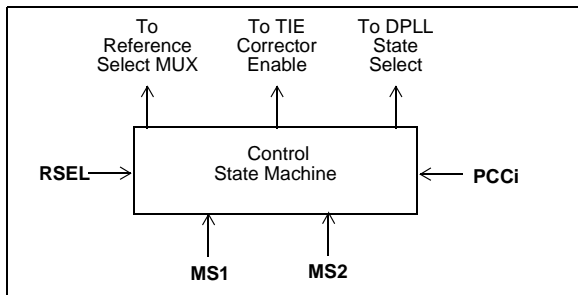 To
Reference
Select MUX
To TIE
Corrector
Enable
To DPLL
State
Select
Control
State Machine
RSEL
PCCi
MS1
MS2